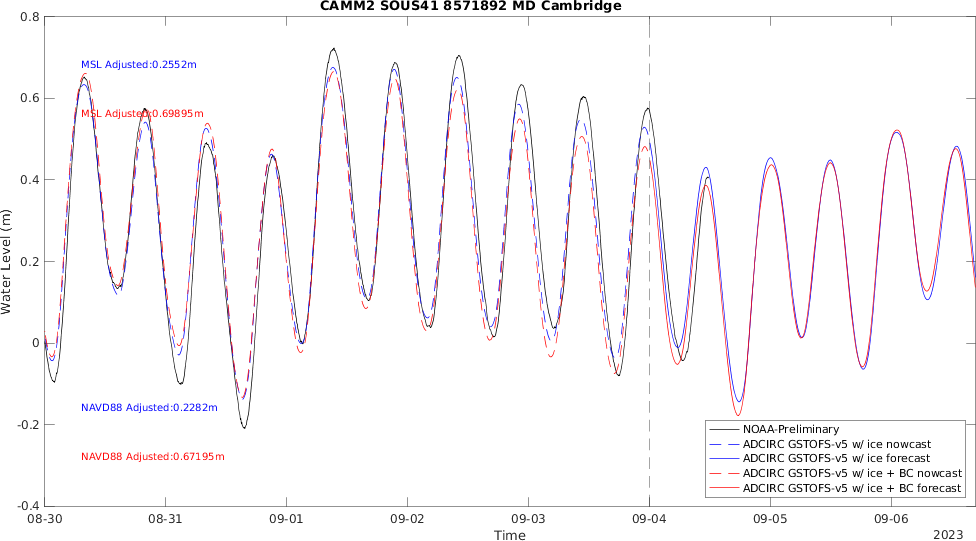 CAMM2 SOUS41 8571892 MD Cambridge
0.8
0.6
0.4
0.2
0
-0.2
-0.4
Water Level (m)
MSL Adjusted:0.2552m
MSL Adjusted:0.69895m
NAVD88 Adjusted:0.2282m
NAVD88 Adjusted:0.67195m
NOAA-Preliminary
ADCIRC GSTOFS-v5 w/ ice nowcast
ADCIRC GSTOFS-v5 w/ ice forecast
ADCIRC GSTOFS-v5 w/ ice + BC nowcast
ADCIRC GSTOFS-v5 w/ ice + BC forecast
08-30 08-31 09-01 09-02 09-03 09-04 09-05 09-06
Time
2023